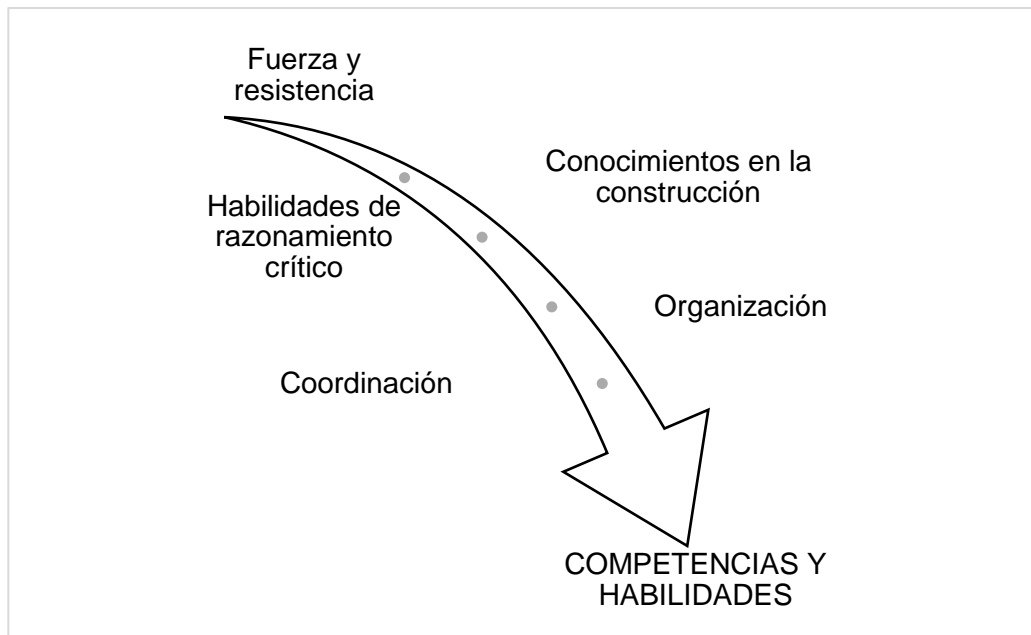 Fuerza y
resistencia
Conocimientos en la
construcción
Habilidades de
razonamiento
crítico
Organización
Coordinación
COMPETENCIAS Y
HABILIDADES